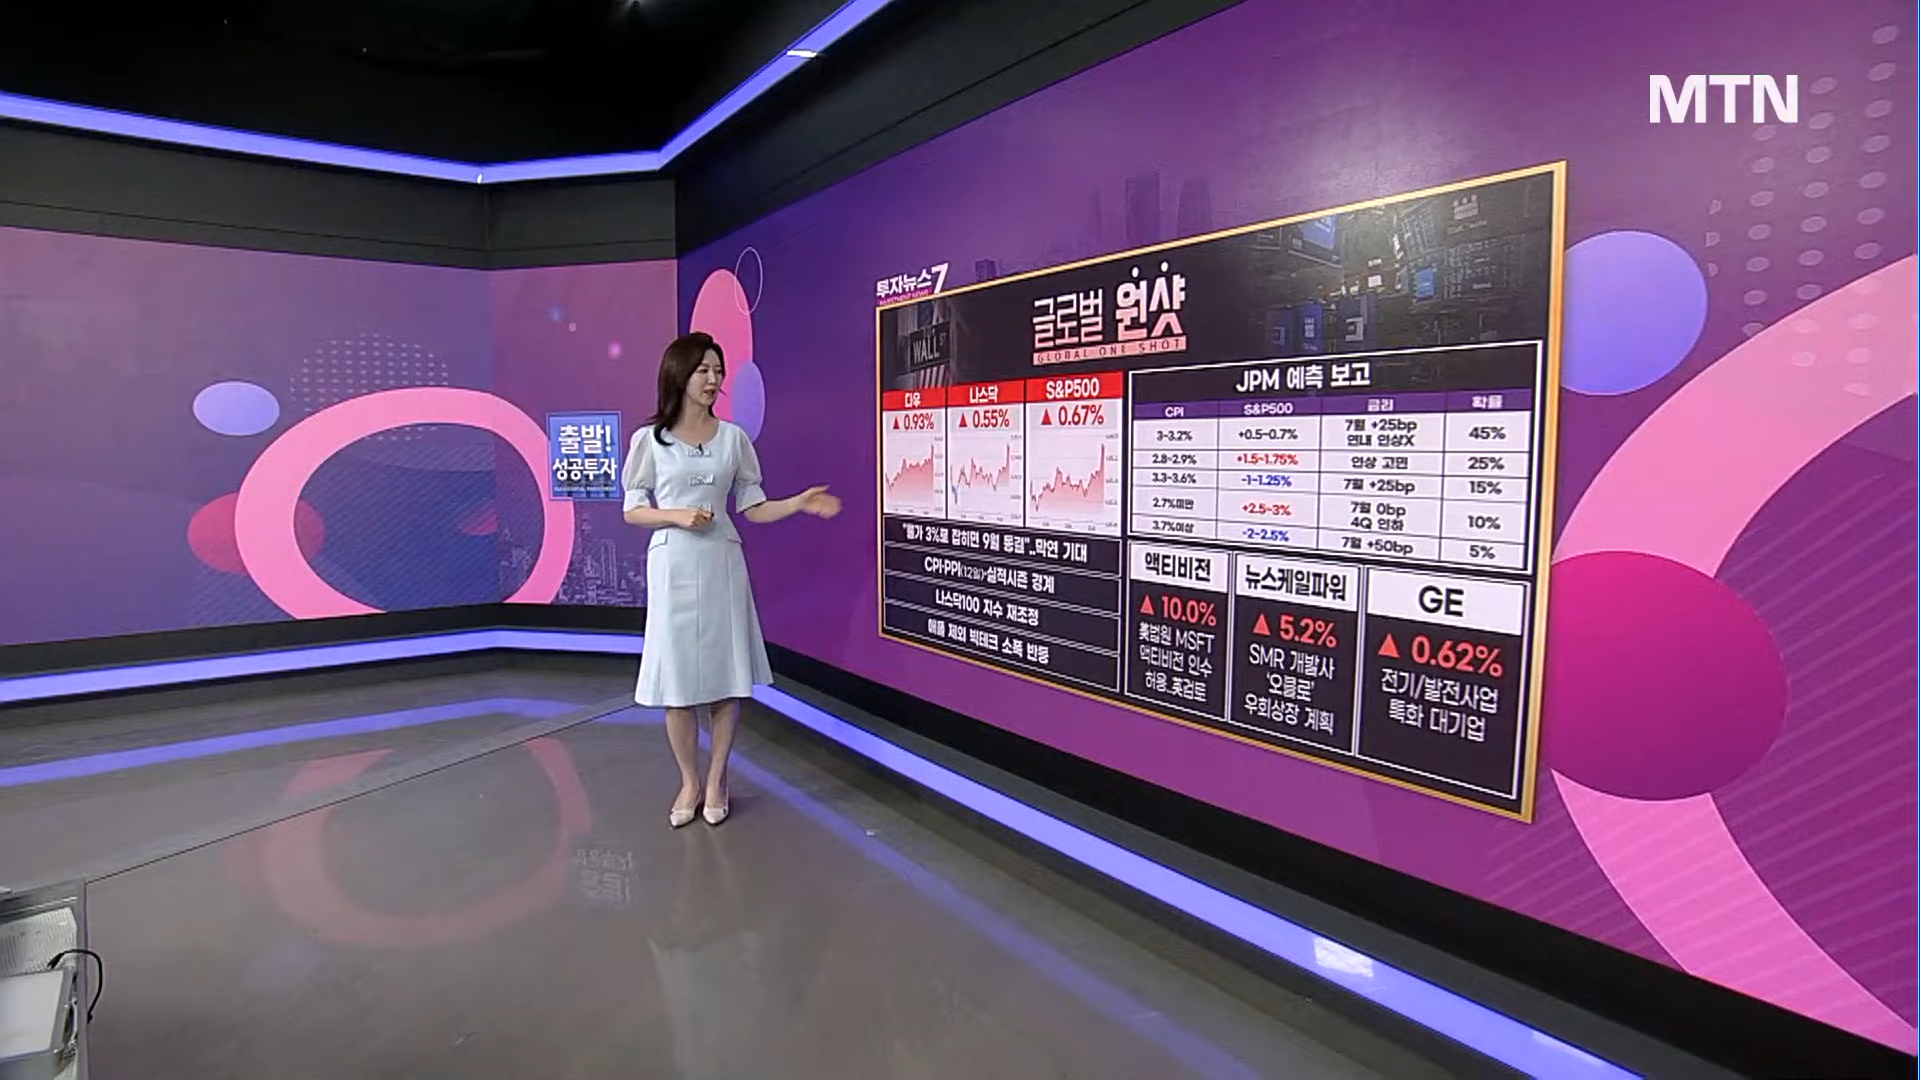 MTN
투자뉴스7
INVESTMENT NEWS
글로벌 원샷
GLOBAL ONE SHOT
WALL ST
출발!
성공투자
SUCCESSFUL INVESTMENT
다우 나스닥 S&P500
▲ 0.93% ▲ 0.55% ▲ 0.67%
"물가 3%로 잡히면 9월 동결"..막연 기대
CPI·PPI(12일)·실적시즌 경계
나스닥100 지수 재조정
애플 제외 빅테크 소폭 반등
JPM 예측 보고
CPI S&P500 금리 확률
3~3.2% +0.5~0.7% 7월 +25bp 연내 인상X 45%
2.8~2.9% +1.5~1.75% 인상 고민 25%
3.3~3.6% -1~1.25% 7월 +25bp 15%
2.7%미만 +2.5~3% 7월 0bp 4Q 인하 10%
3.7%이상 -2~2.5% 7월 +50bp 5%
액티비전
▲ 10.0%
英법원 MSFT
액티비전 인수
허용..英검토
뉴스케일파워
▲ 5.2%
SMR 개발사
'오클로'
우회상장 계획
GE
▲ 0.62%
전기/발전사업
특화 대기업